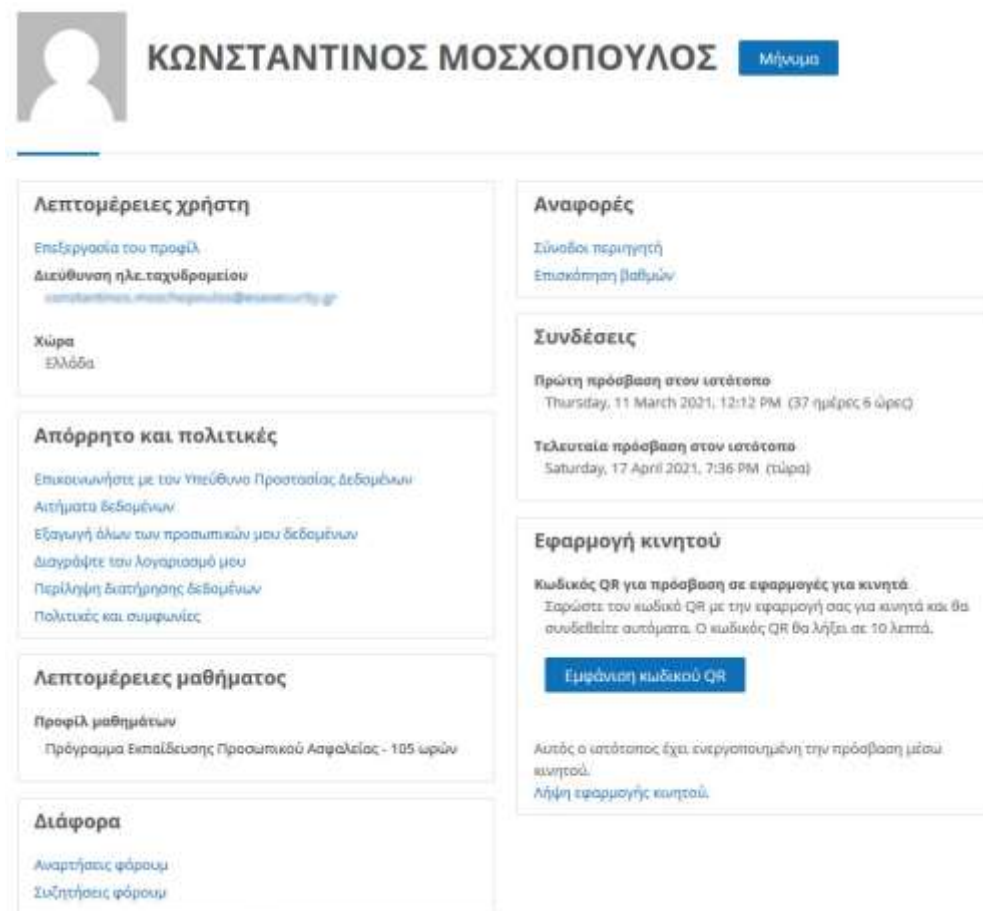 ΚΩΝΣΤΑΝΤΙΝΟΣ ΜΟΣΧΟΠΟΥΛΟΣ
Μήνυμα
Λεπτομέρειες χρήστη
Επεξεργασία του προφίλ
Διεύθυνση ηλε.ταχυδρομείου
Χώρα
Ελλάδα
Απόρρητο και πολιτικές
Επικοινωνήστε με τον Υπεύθυνο Προστασίας Δεδομένων
Αιτήματα δεδομένων
Εξαγωγή όλων των προσωπικών μου δεδομένων
Διαγράψτε τον λογαριασμό μου
Περίληψη διατήρησης δεδομένων
Πολιτικές και συμφωνίες
Λεπτομέρειες μαθήματος
Προφίλ μαθημάτων
Πρόγραμμα Εκπαίδευσης Προσωπικού Ασφαλείας - 105 ωρών
Διάφορα
Αναρτήσεις φόρουμ
Συζητήσεις φόρουμ
Αναφορές
Σύνοδοι περιηγητή
Επισκόπηση βαθμών
Συνδέσεις
Πρώτη πρόσβαση στον ιστότοπο
Thursday, 11 March 2021, 12:12 PM (37 ημέρες 6 ώρες)
Τελευταία πρόσβαση στον ιστότοπο
Saturday, 17 April 2021, 7:36 PM (τώρα)
Εφαρμογή κινητού
Κωδικός QR για πρόσβαση σε εφαρμογές για κινητά
Σαρώστε τον κωδικό QR με την εφαρμογή σας για κινητά και θα
συνδεθείτε αυτόματα. Ο κωδικός QR θα λήξει σε 10 λεπτά.
Εμφάνιση κωδικού QR
Αυτός ο ιστότοπος έχει ενεργοποιημένη την πρόσβαση μέσω
κινητού.
Λήψη εφαρμογής κινητού.